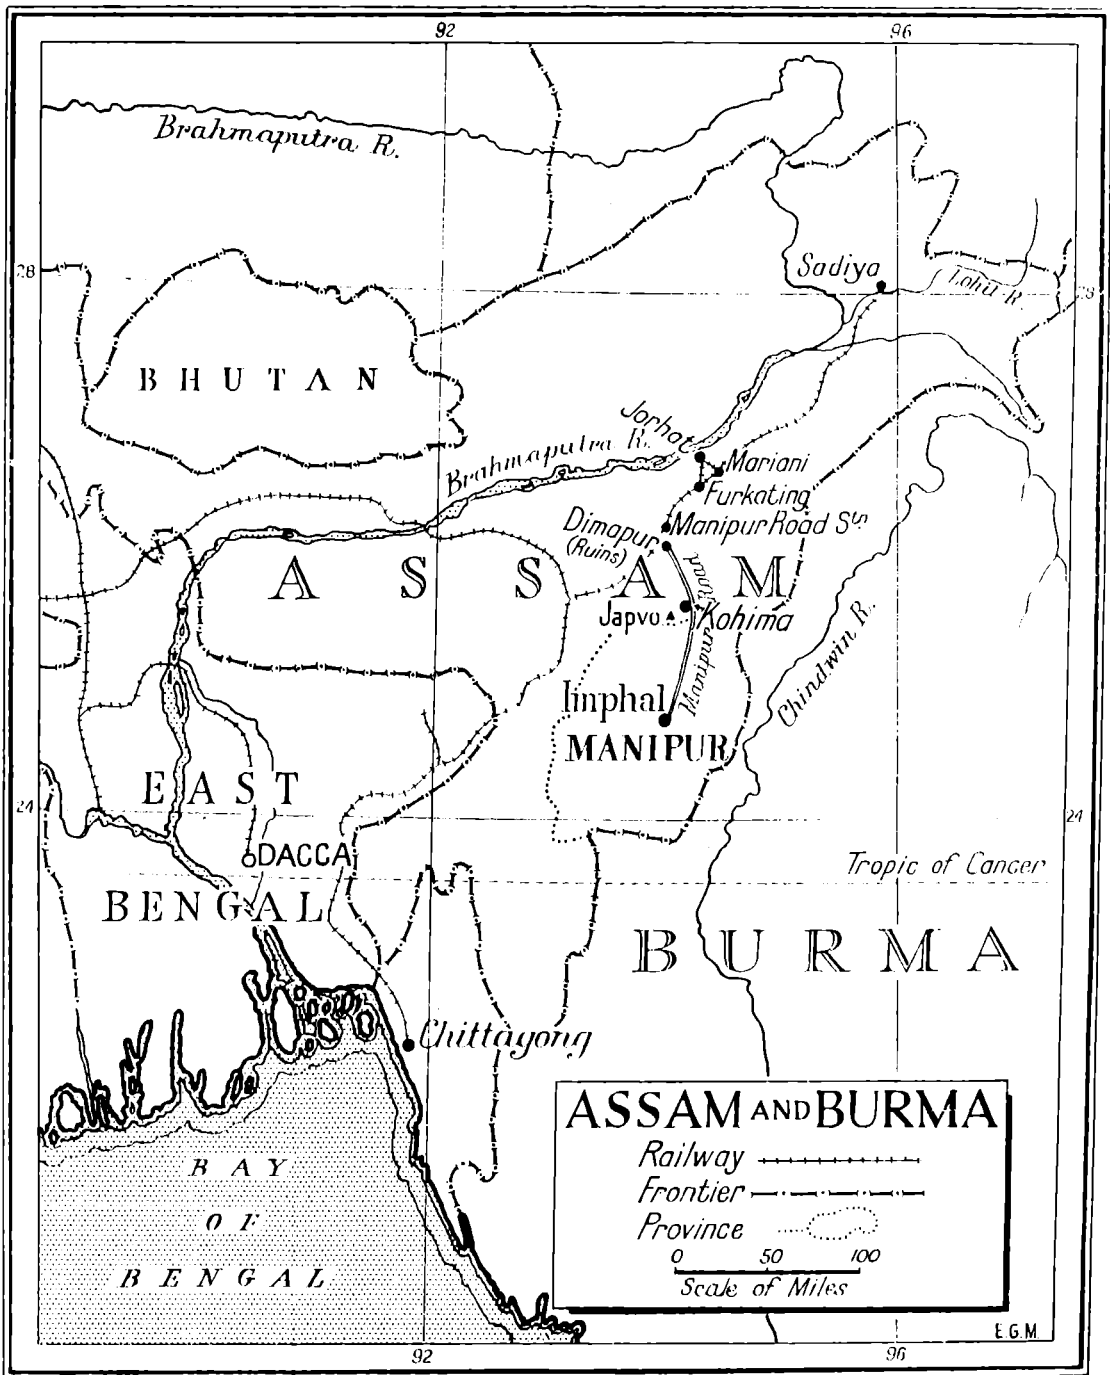 92 96
Brahmaputra R.
28
Sadiya
Lohit R.
28
BHUTAN
Jorhat
Brahmaputra R.
Mariani
Furkating
Manipur Road Stn
Dimapur
(Ruins)
ASSAM
Manipur Road
Japvo
Kohima
Chindwin R.
Imphal
MANIPUR
EAST
24
24
DACCA
Tropic of Cancer
BENGAL
BURMA
Chittagong
ASSAM AND BURMA
Railway
Frontier
Province
0 50 100
Scale of Miles
BAY
OF
BENGAL
E.G.M.
92 96